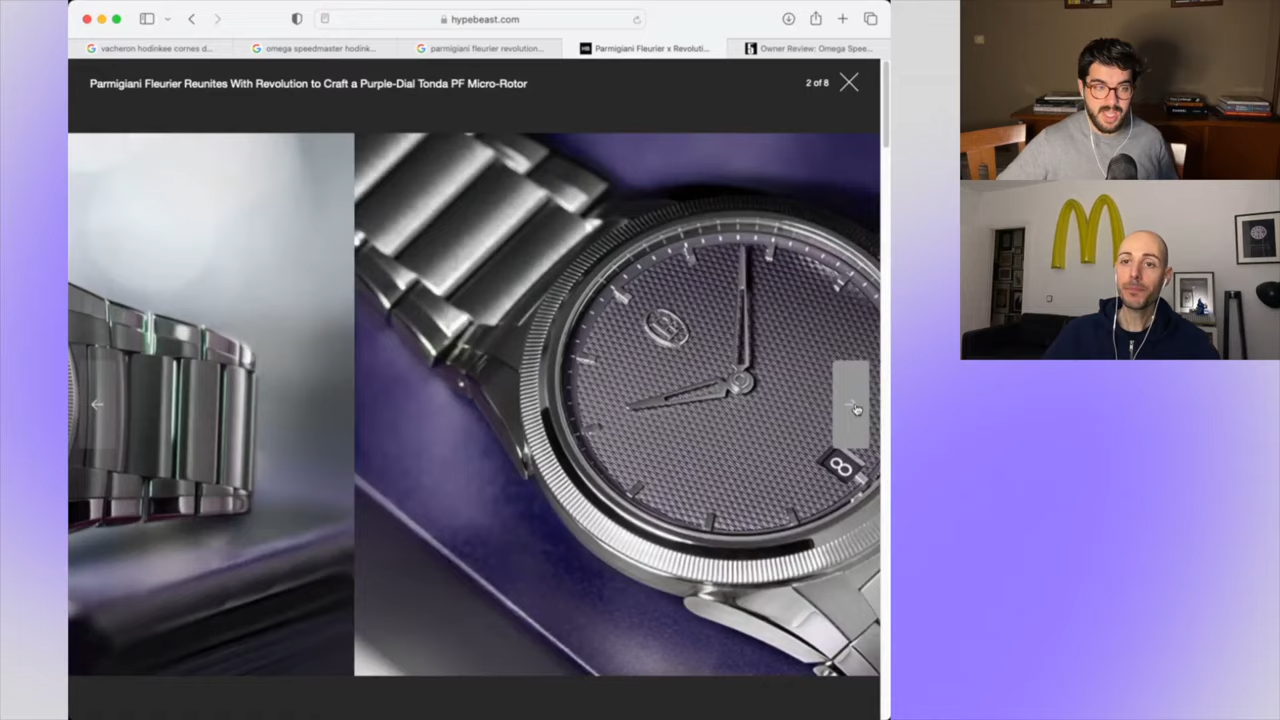 hypebeast.com
vacheron hodinkee cornes d...
omega speedmaster hodink...
parmigiani fleurier revolution...
HB Parmigiani Fleurier x Revoluti...
Owner Review: Omega Spee...
Parmigiani Fleurier Reunites With Revolution to Craft a Purple-Dial Tonda PF Micro-Rotor
2 of 8
8